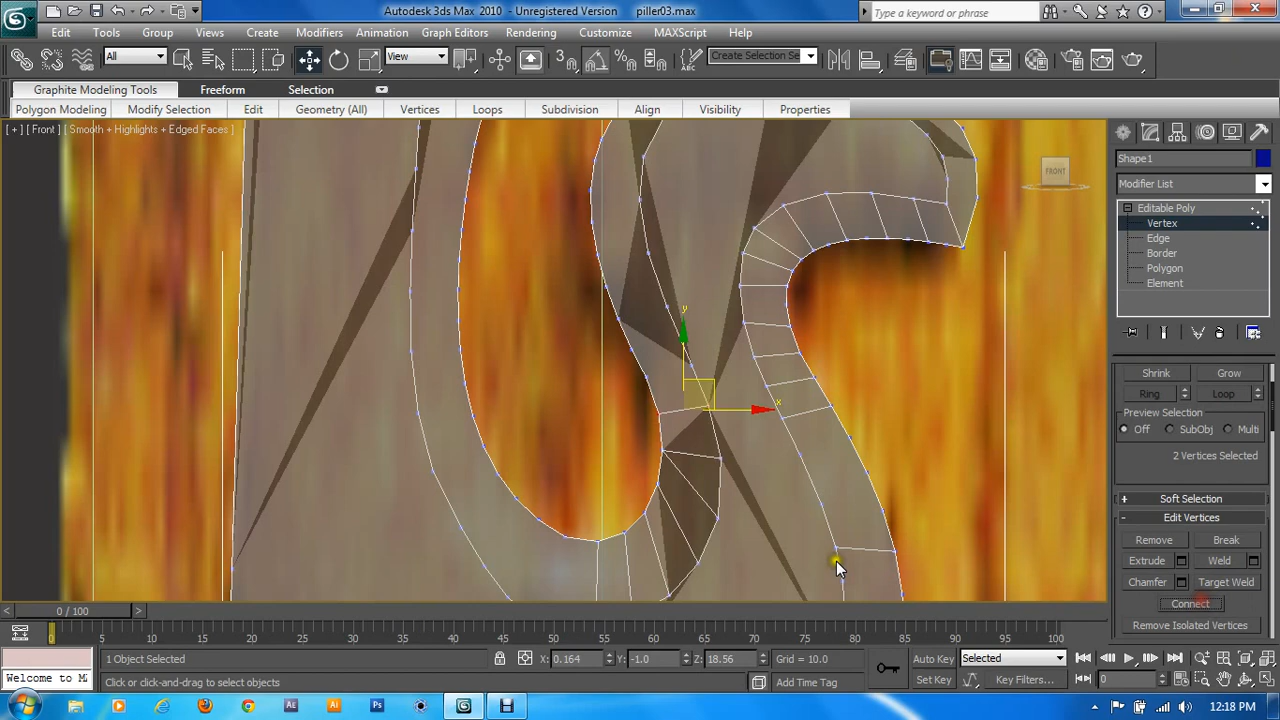 Autodesk 3ds Max 2010 - Unregistered Version piller03.max
Type a keyword or phrase
Edit Tools Group Views Create Modifiers Animation Graph Editors Rendering Customize MAXScript Help
All View 3 Create Selection Se
Graphite Modeling Tools Freeform Selection
Polygon Modeling Modify Selection Edit Geometry (All) Vertices Loops Subdivision Align Visibility Properties
[ + ] [ Front ] [ Smooth + Highlights + Edged Faces ]
FRONT
y
x
Shape1
Modifier List
Editable Poly
Vertex
Edge
Border
Polygon
Element
Shrink Grow
Ring Loop
Preview Selection
Off SubObj Multi
2 Vertices Selected
+ Soft Selection
- Edit Vertices
Remove Break
Extrude Weld
Chamfer Target Weld
Connect
Remove Isolated Vertices
0 / 100
0 5 10 15 20 25 30 35 40 45 50 55 60 65 70 75 80 85 90 95 100
1 Object Selected X: 0.164 Y: -1.0 Z: 18.56 Grid = 10.0 Auto Key Selected
Welcome to M Click or click-and-drag to select objects Add Time Tag Set Key Key Filters... 0
Ae Ai Ps 12:18 PM